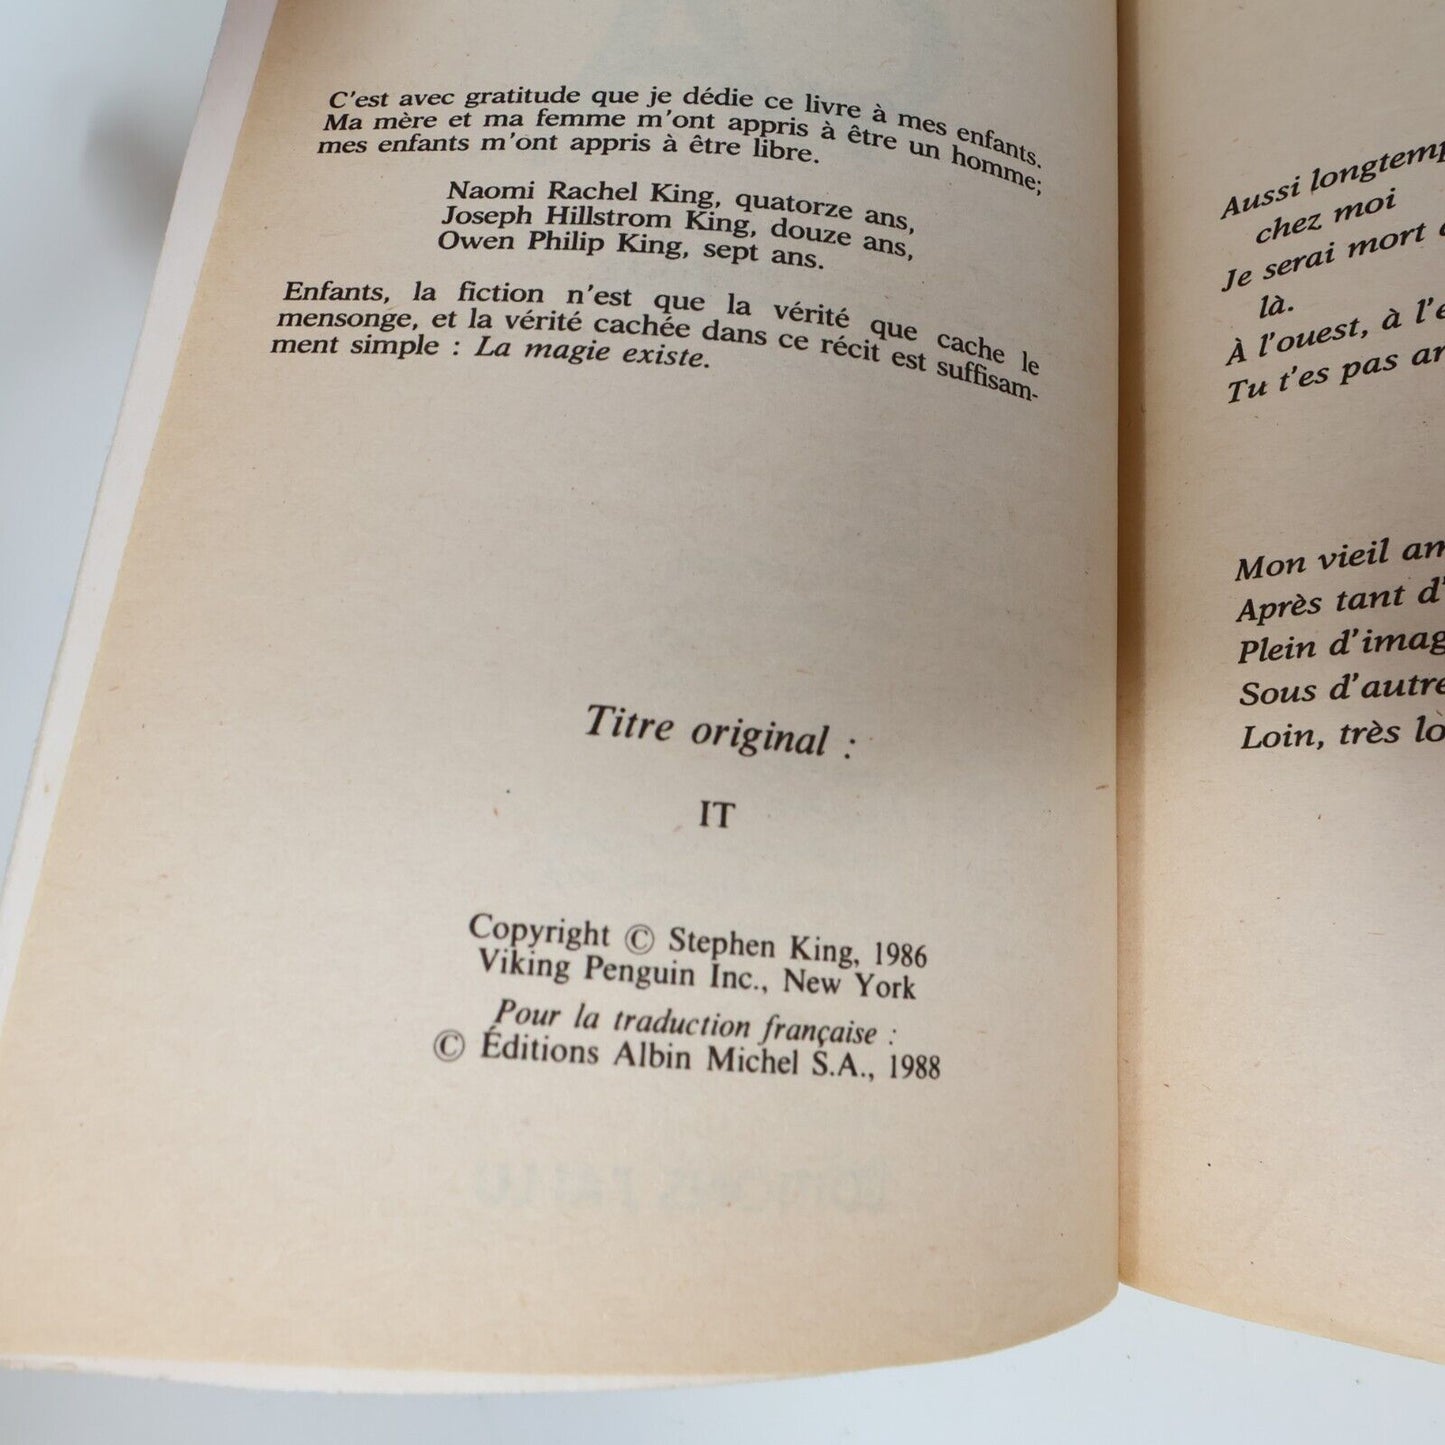 C'est avec gratitude que je dédie ce livre à mes enfants.
Ma mère et ma femme m'ont appris à être un homme;
mes enfants m'ont appris à être libre.
Naomi Rachel King, quatorze ans,
Joseph Hillstrom King, douze ans,
Owen Philip King, sept ans.
Enfants, la fiction n'est que la vérité que cache le
mensonge, et la vérité cachée dans ce récit est suffisam-
ment simple : La magie existe.
Titre original :
IT
Copyright © Stephen King, 1986
Viking Penguin Inc., New York
Pour la traduction française :
© Éditions Albin Michel S.A., 1988
Aussi
chez moi
Je serai mort
là.
À l'ouest, à
Tu t'es pas
Mon vieil
Après tant
Plein
Sous
Loin, très